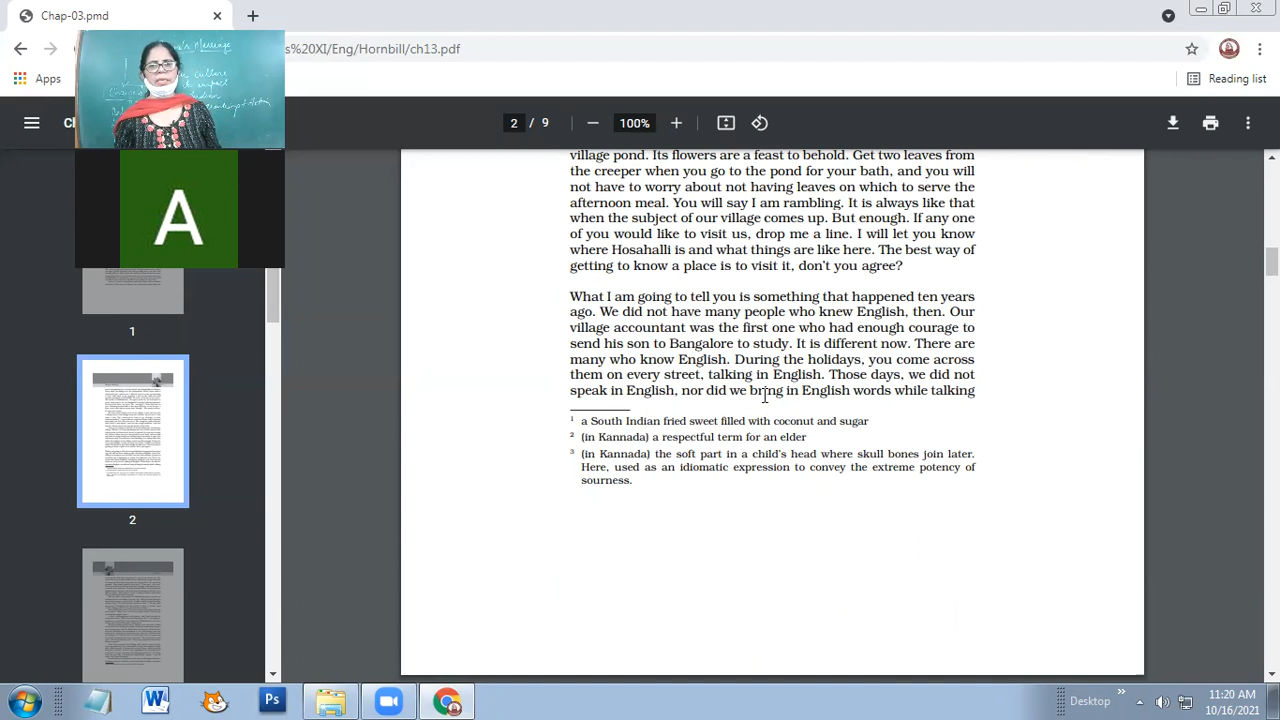 Chap-03.pmd
s%20XI/Eng/Hornbill/ch13.pdf
Apps
Reading list
2 / 9
100%
village pond. Its flowers are a feast to behold. Get two leaves from
the creeper when you go to the pond for your bath, and you will
not have to worry about not having leaves on which to serve the
afternoon meal. You will say I am rambling. It is always like that
when the subject of our village comes up. But enough. If any one
of you would like to visit us, drop me a line. I will let you know
where Hosahalli is and what things are like here. The best way of
getting to know a place is to visit it, don't you agree?
What I am going to tell you is something that happened ten years
ago. We did not have many people who knew English, then. Our
village accountant was the first one who had enough courage to
send his son to Bangalore to study. It is different now. There are
many who know English. During the holidays, you come across
them on every street, talking in English. Those days, we did not
speak in English, nor did we bring in English words while talking
1 a South Indian fried sweet filled with coconut and sugar
2 (in Kannada) a respectful term for an elder
(in Kannada) the soft part in a child's head where skull bones join later.
Here, used as an idiomatic expression to convey the extreme potency of
sourness.
A
1
2
W
Ps
Desktop
11:20 AM
10/16/2021